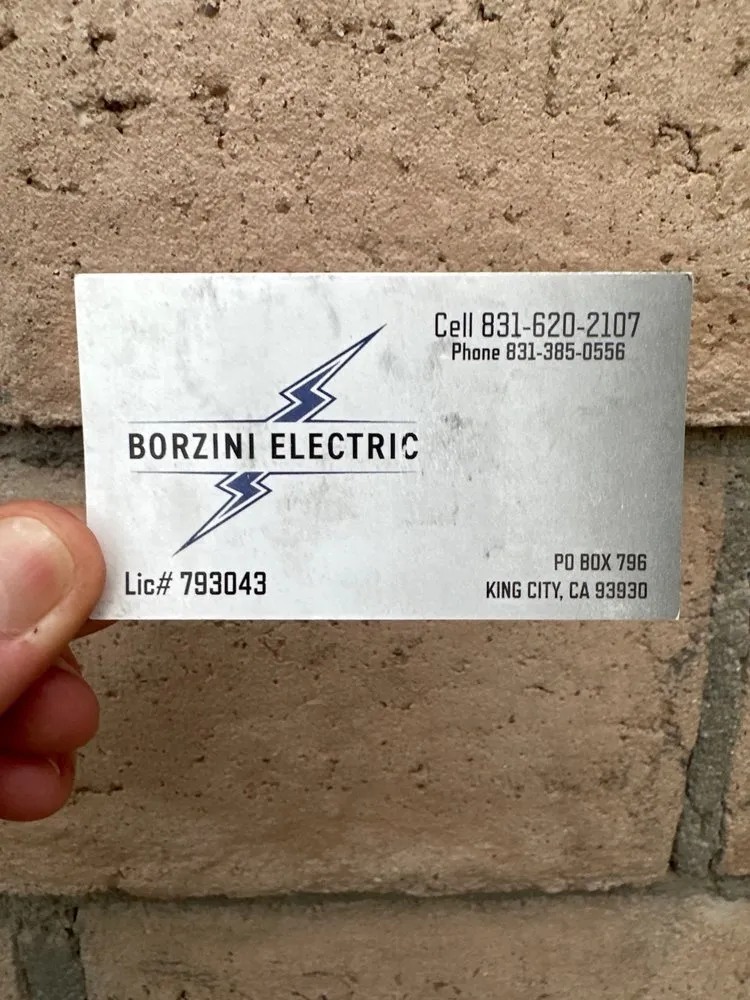 Cell 831-620-2107
Phone 831-385-0556
BORZINI ELECTRIC
Lic# 793043
PO BOX 796
KING CITY, CA 93930